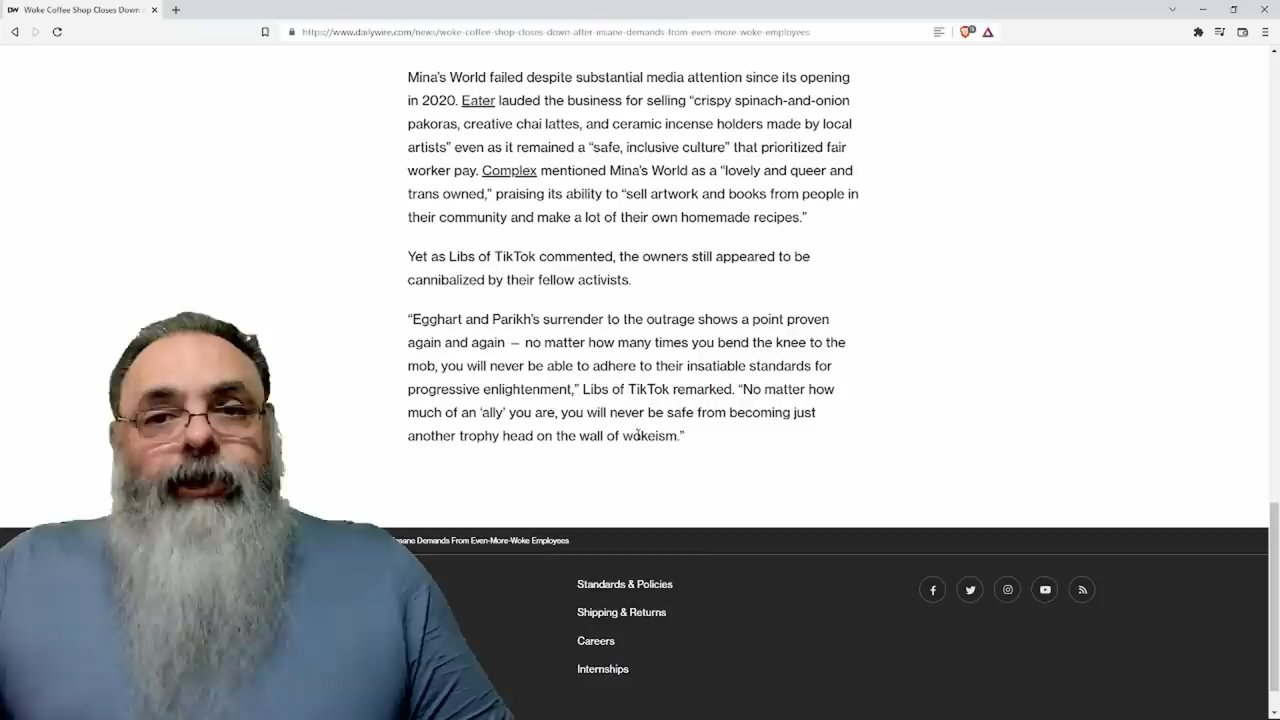 Woke Coffee Shop Closes Down
https://www.dailywire.com/news/woke-coffee-shop-closes-down-after-insane-demands-from-even-more-woke-employees
Mina's World failed despite substantial media attention since its opening
in 2020. Eater lauded the business for selling “crispy spinach-and-onion
pakoras, creative chai lattes, and ceramic incense holders made by local
artists” even as it remained a “safe, inclusive culture” that prioritized fair
worker pay. Complex mentioned Mina's World as a “lovely and queer and
trans owned,” praising its ability to “sell artwork and books from people in
their community and make a lot of their own homemade recipes.”
Yet as Libs of TikTok commented, the owners still appeared to be
cannibalized by their fellow activists.
“Egghart and Parikh's surrender to the outrage shows a point proven
again and again — no matter how many times you bend the knee to the
mob, you will never be able to adhere to their insatiable standards for
progressive enlightenment,” Libs of TikTok remarked. “No matter how
much of an ‘ally’ you are, you will never be safe from becoming just
another trophy head on the wall of wokeism.”
Demands From Even-More-Woke Employees
Standards & Policies
Shipping & Returns
Careers
Internships